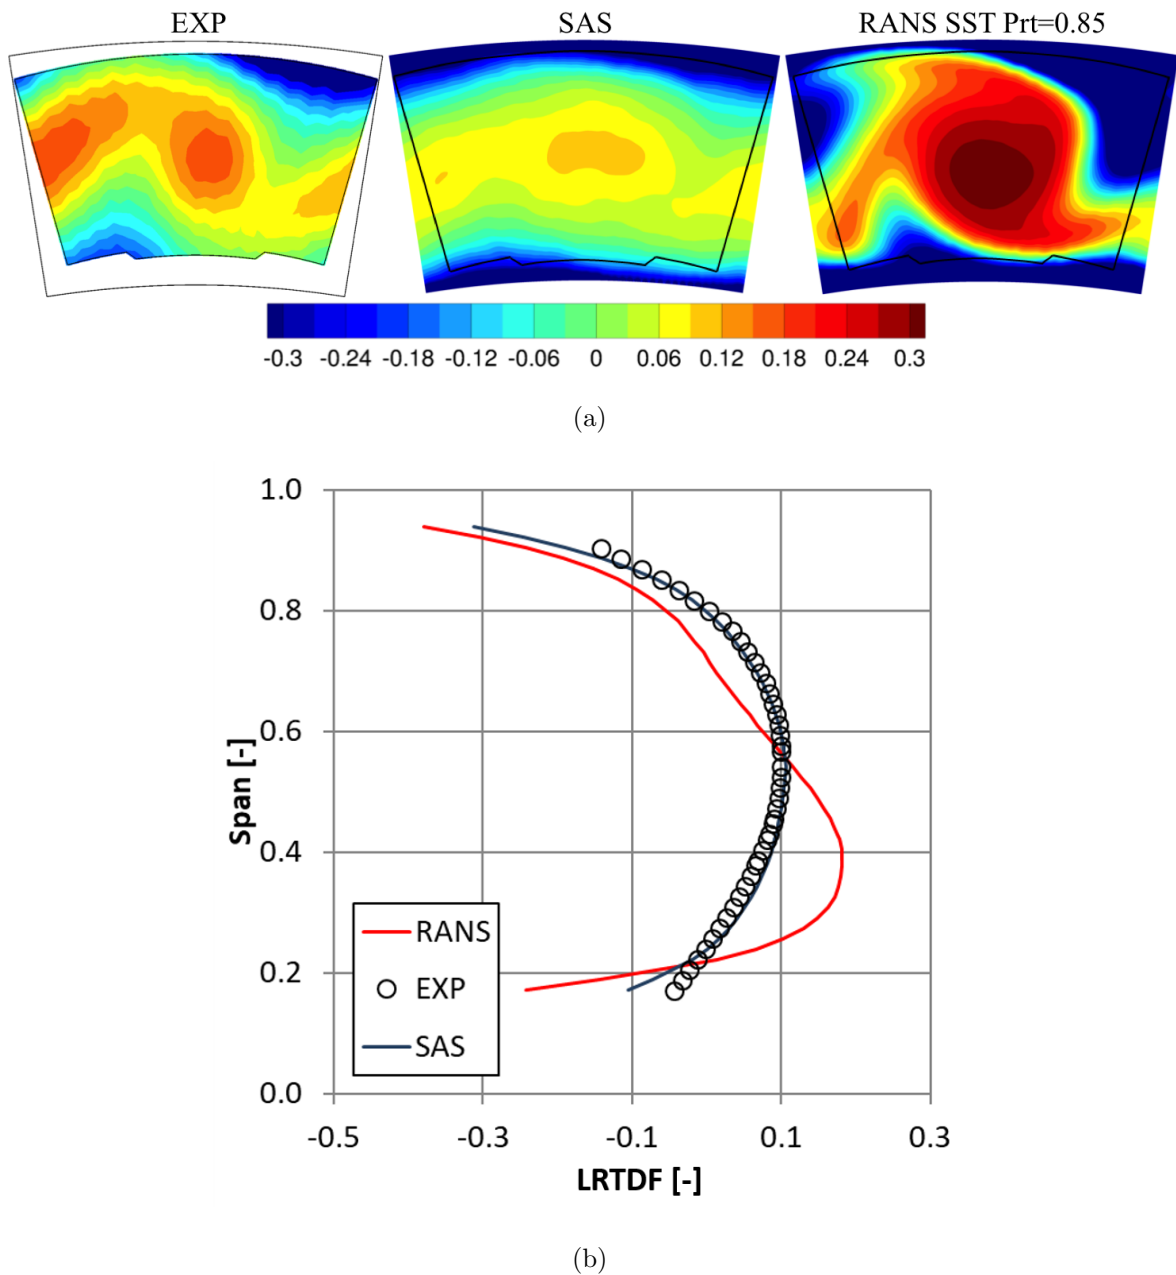 EXP SAS RANS SST Prt=0.85
-0.3 -0.24 -0.18 -0.12 -0.06 0 0.06 0.12 0.18 0.24 0.3
(a)
1.0
0.8
0.6
Span [-]
0.4
RANS
EXP
SAS
0.2
0.0
-0.5 -0.3 -0.1 0.1 0.3
LRTDF [-]
(b)